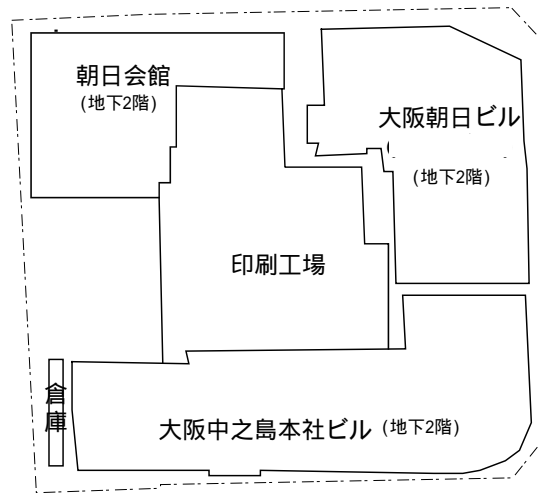 朝日会館
(地下2階)
大阪朝日ビル
(地下2階)
印刷工場
倉庫
大阪中之島本社ビル (地下2階)